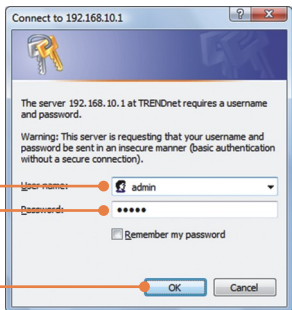 Connect to 192.168.10.1
The server 192.168.10.1 at TRENDnet requires a username
and password.
Warning: This server is requesting that your username and
password be sent in an insecure manner (basic authentication
without a secure connection).
User name:
admin
Password:
•••••
Remember my password
OK
Cancel